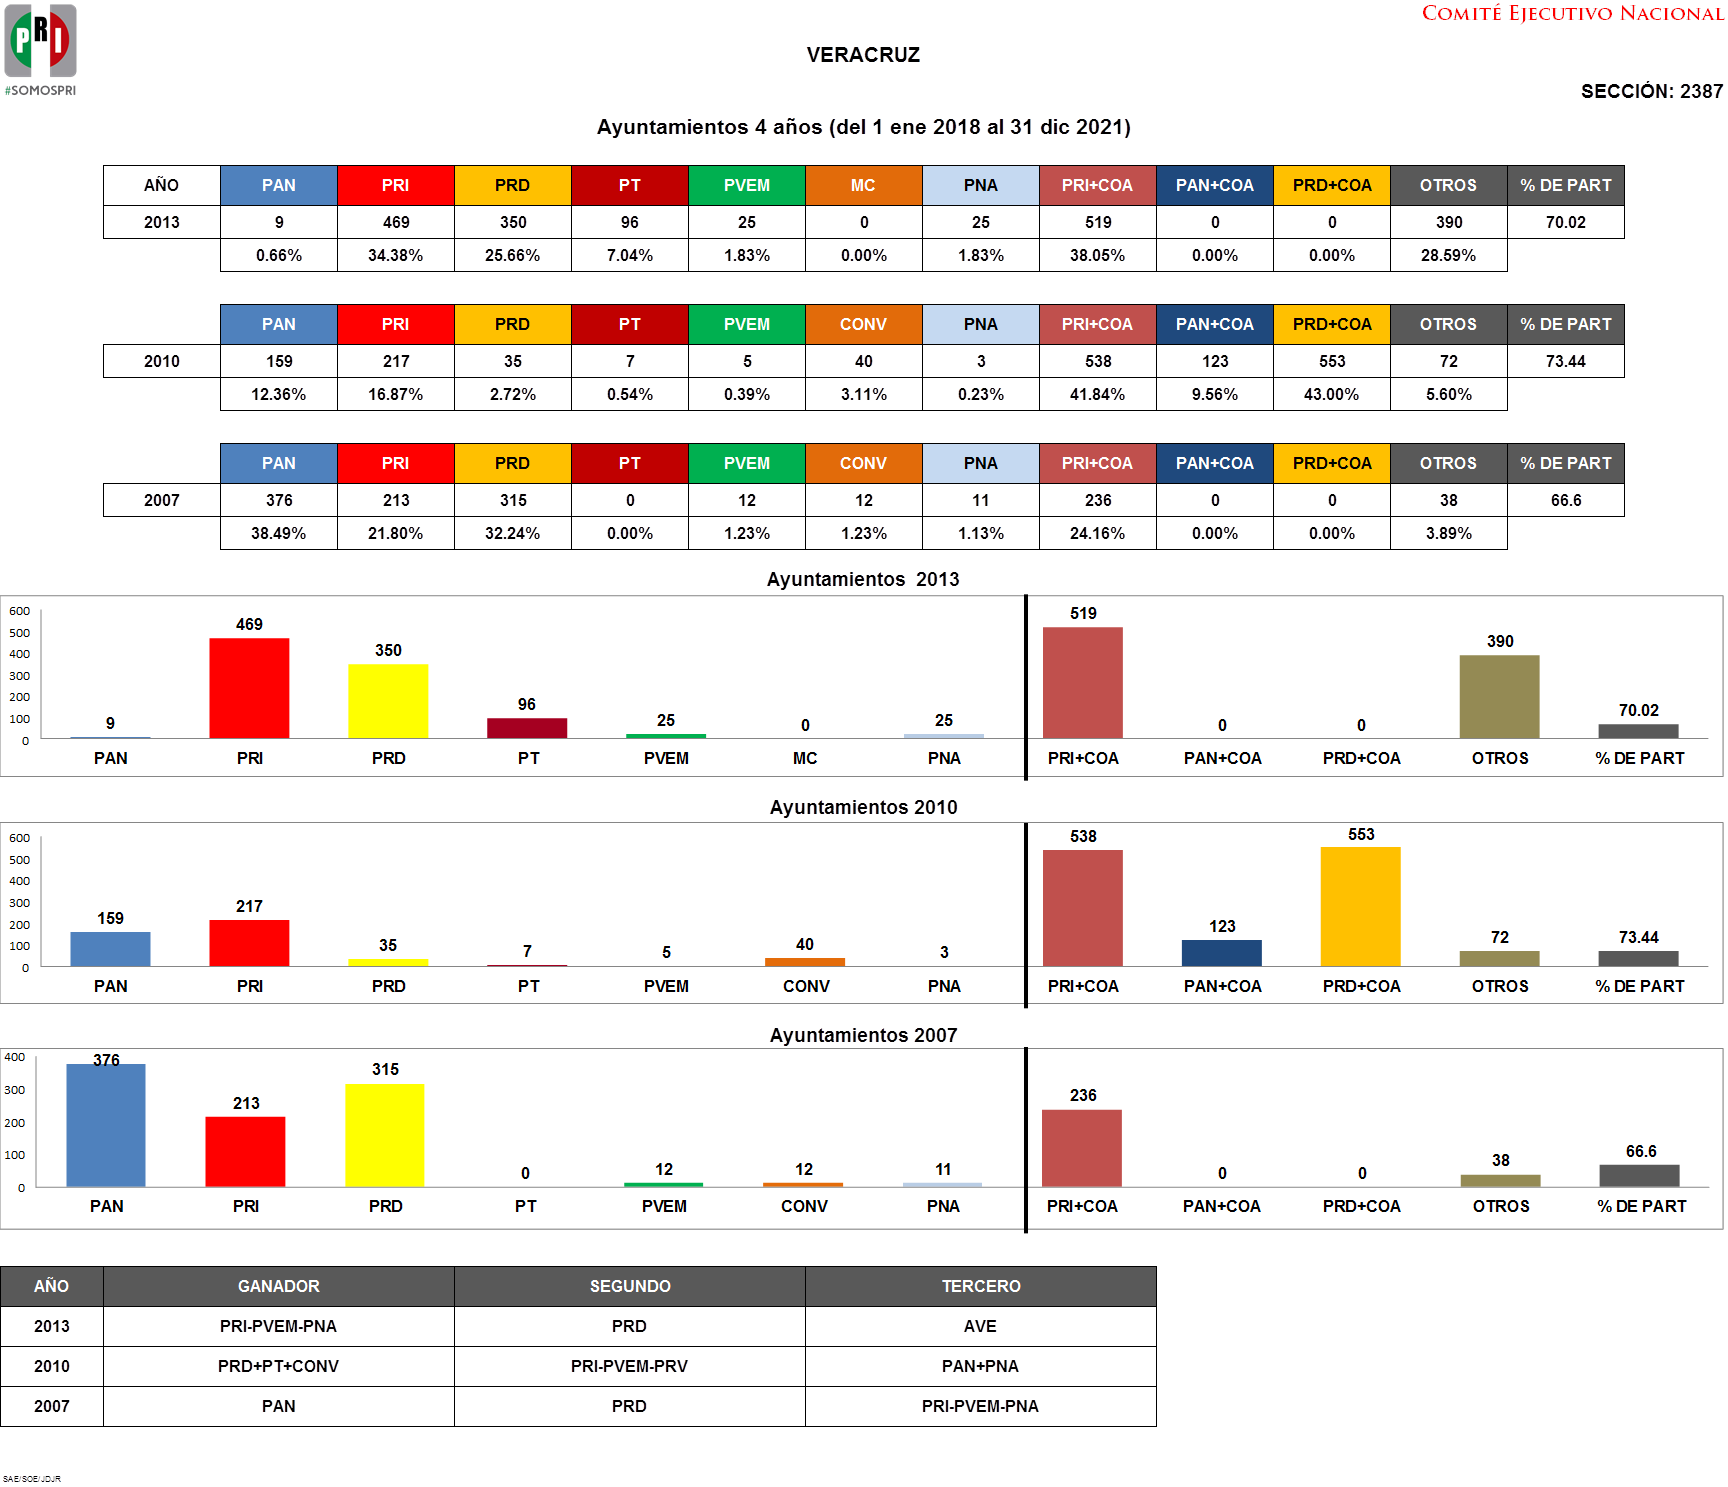 PRI
#SOMOSPRI
COMITÉ EJECUTIVO NACIONAL
VERACRUZ
SECCIÓN: 2387
Ayuntamientos 4 años (del 1 ene 2018 al 31 dic 2021)
AÑO PAN PRI PRD PT PVEM MC PNA PRI+COA PAN+COA PRD+COA OTROS % DE PART
2013 9 469 350 96 25 0 25 519 0 0 390 70.02
0.66% 34.38% 25.66% 7.04% 1.83% 0.00% 1.83% 38.05% 0.00% 0.00% 28.59%
PAN PRI PRD PT PVEM CONV PNA PRI+COA PAN+COA PRD+COA OTROS % DE PART
2010 159 217 35 7 5 40 3 538 123 553 72 73.44
12.36% 16.87% 2.72% 0.54% 0.39% 3.11% 0.23% 41.84% 9.56% 43.00% 5.60%
PAN PRI PRD PT PVEM CONV PNA PRI+COA PAN+COA PRD+COA OTROS % DE PART
2007 376 213 315 0 12 12 11 236 0 0 38 66.6
38.49% 21.80% 32.24% 0.00% 1.23% 1.23% 1.13% 24.16% 0.00% 0.00% 3.89%
Ayuntamientos 2013
600
500
400
300
200
100
0
9 469 350 96 25 0 25 519 0 0 390 70.02
PAN PRI PRD PT PVEM MC PNA PRI+COA PAN+COA PRD+COA OTROS % DE PART
Ayuntamientos 2010
600
500
400
300
200
100
0
159 217 35 7 5 40 3 538 123 553 72 73.44
PAN PRI PRD PT PVEM CONV PNA PRI+COA PAN+COA PRD+COA OTROS % DE PART
Ayuntamientos 2007
400
300
200
100
0
376 213 315 0 12 12 11 236 0 0 38 66.6
PAN PRI PRD PT PVEM CONV PNA PRI+COA PAN+COA PRD+COA OTROS % DE PART
AÑO GANADOR SEGUNDO TERCERO
2013 PRI-PVEM-PNA PRD AVE
2010 PRD+PT+CONV PRI-PVEM-PRV PAN+PNA
2007 PAN PRD PRI-PVEM-PNA
SAE/SOE/JDJR